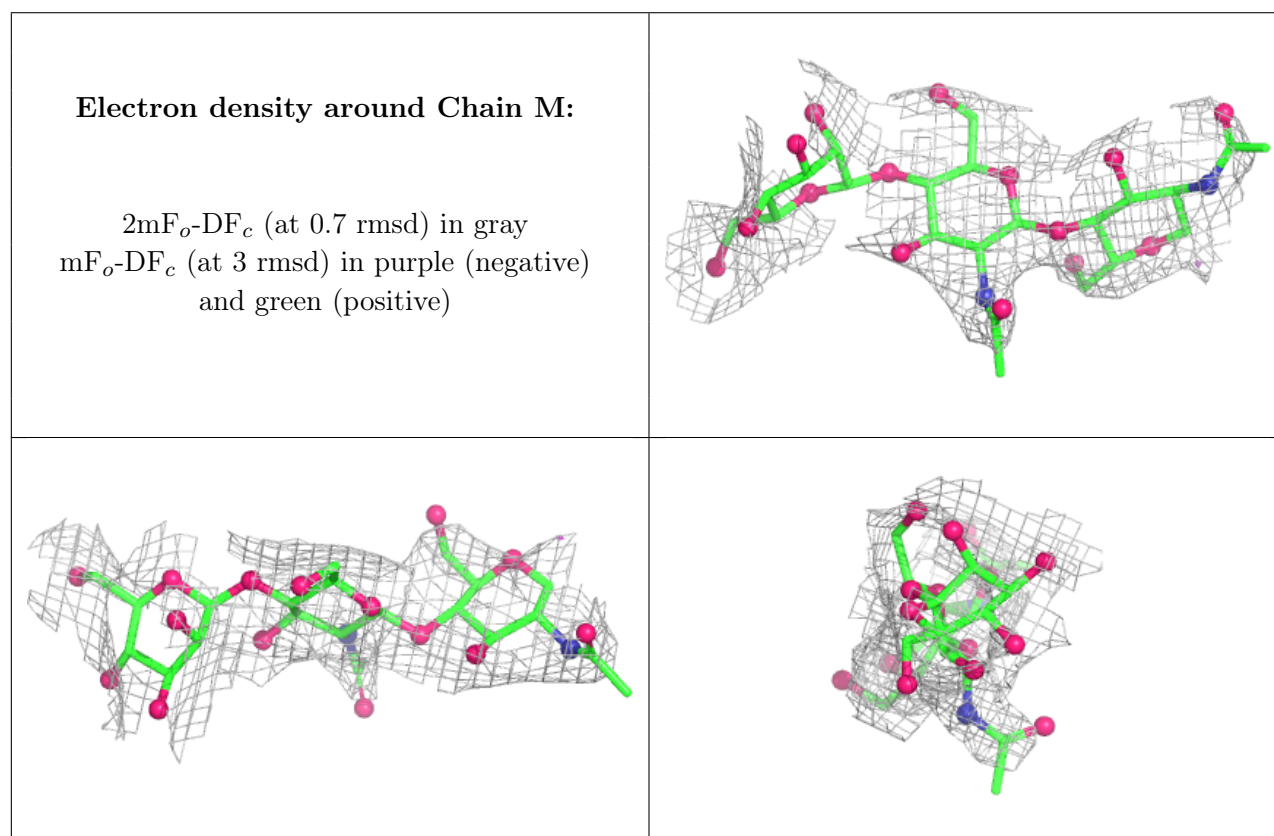 Electron density around Chain M:
2mFo-DFc (at 0.7 rmsd) in gray
mFo-DFc (at 3 rmsd) in purple (negative)
and green (positive)